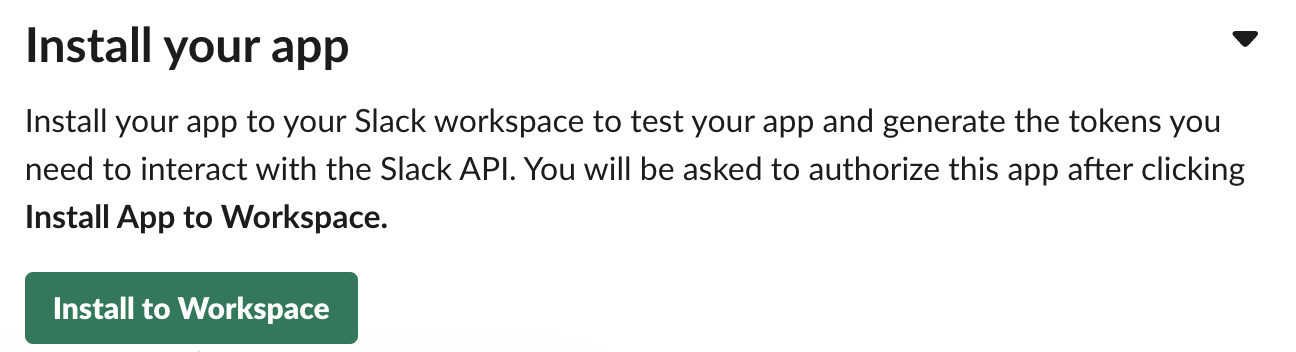 Install your app
Install your app to your Slack workspace to test your app and generate the tokens you
need to interact with the Slack API. You will be asked to authorize this app after clicking
Install App to Workspace.
Install to Workspace